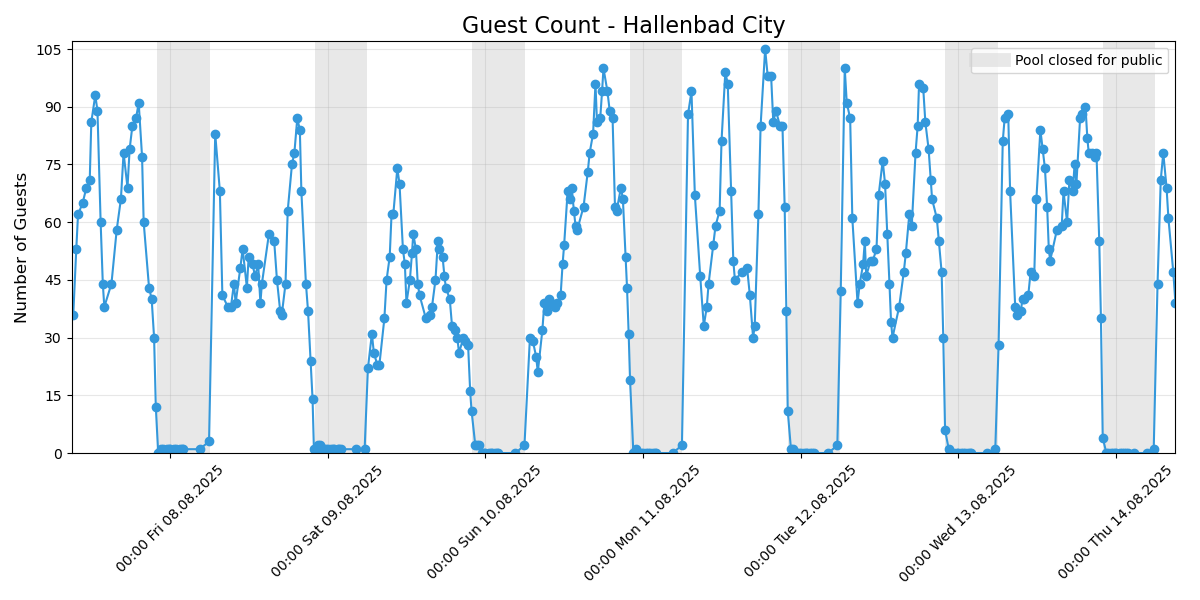 Guest Count - Hallenbad City
Pool closed for public
Number of Guests
105
90
75
60
45
30
15
0
00:00 Fri 08.08.2025
00:00 Sat 09.08.2025
00:00 Sun 10.08.2025
00:00 Mon 11.08.2025
00:00 Tue 12.08.2025
00:00 Wed 13.08.2025
00:00 Thu 14.08.2025